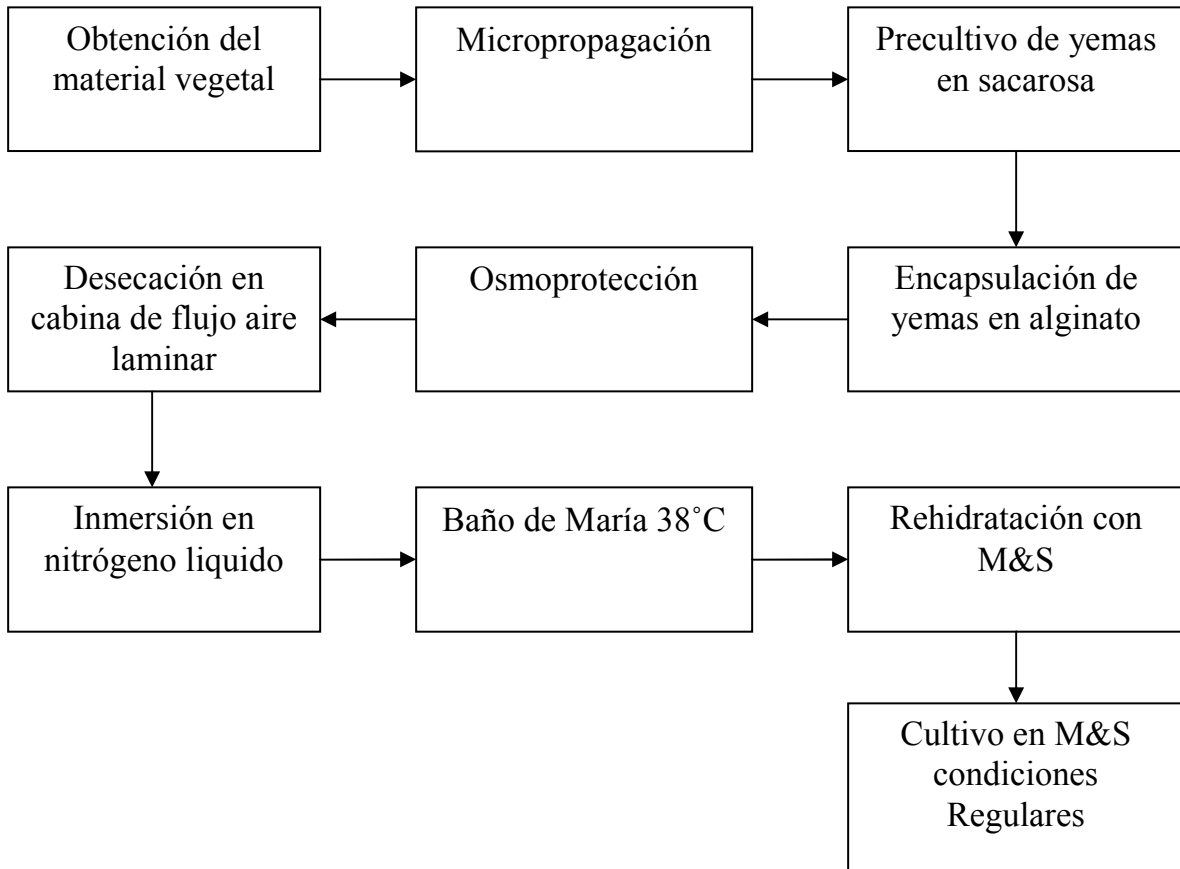 Obtención del
material vegetal
Micropropagación
Precultivo de yemas
en sacarosa
Encapsulación de
yemas en alginato
Osmoprotección
Desecación en
cabina de flujo aire
laminar
Inmersión en
nitrógeno liquido
Baño de María 38˚C
Rehidratación con
M&S
Cultivo en M&S
condiciones
Regulares